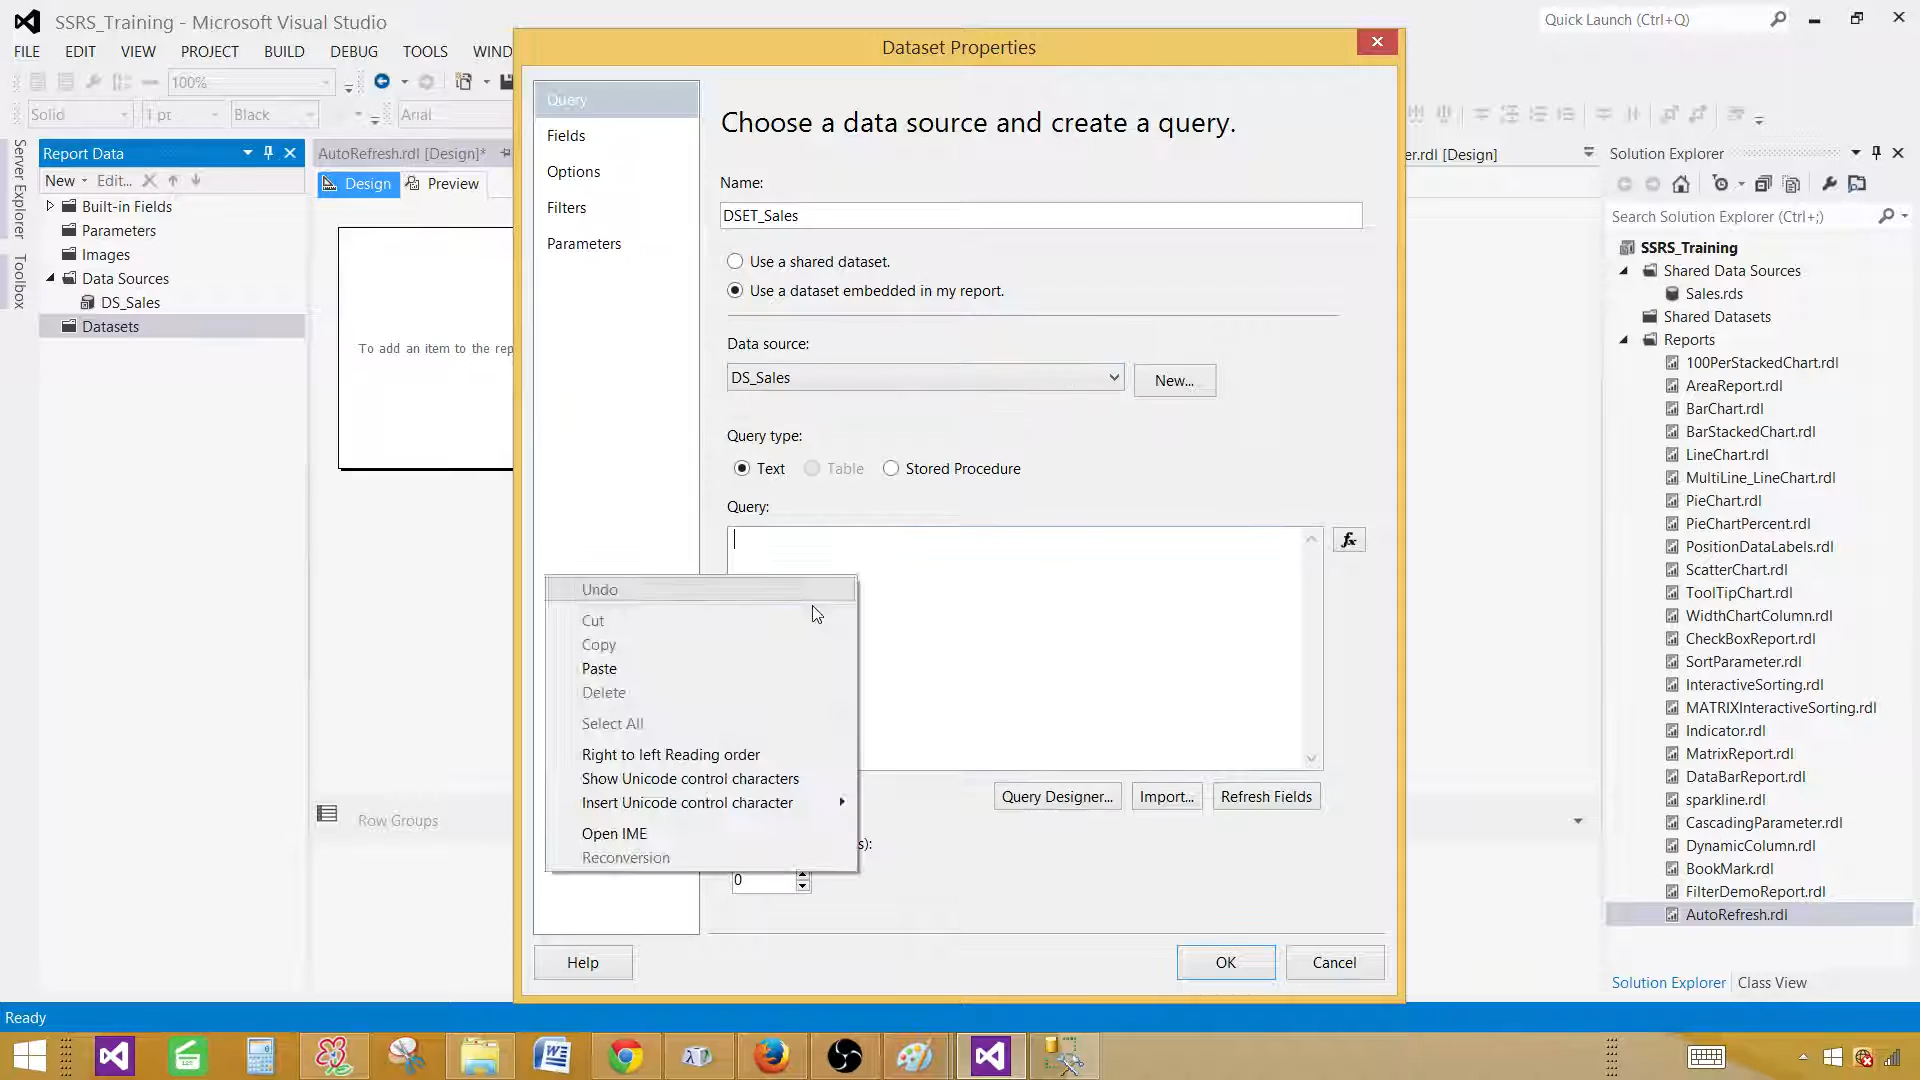 SSRS_Training - Microsoft Visual Studio
Quick Launch (Ctrl+Q)
FILE EDIT VIEW PROJECT BUILD DEBUG TOOLS WIND
100%
Solid 1 pt Black Arial
Dataset Properties
Server Explorer
Toolbox
Report Data
New Edit...
Built-in Fields
Parameters
Images
Data Sources
DS_Sales
Datasets
AutoRefresh.rdl [Design]*
Design Preview
To add an item to the rep
Row Groups
Query
Fields
Options
Filters
Parameters
Choose a data source and create a query.
Name:
DSET_Sales
Use a shared dataset.
Use a dataset embedded in my report.
Data source:
DS_Sales
New...
Query type:
Text Table Stored Procedure
Query:
fx
Undo
Cut
Copy
Paste
Delete
Select All
Right to left Reading order
Show Unicode control characters
Insert Unicode control character
Open IME
Reconversion
Query Designer... Import... Refresh Fields
s):
0
Help OK Cancel
er.rdl [Design]
Solution Explorer
Search Solution Explorer (Ctrl+;)
SSRS_Training
Shared Data Sources
Sales.rds
Shared Datasets
Reports
100PerStackedChart.rdl
AreaReport.rdl
BarChart.rdl
BarStackedChart.rdl
LineChart.rdl
MultiLine_LineChart.rdl
PieChart.rdl
PieChartPercent.rdl
PositionDataLabels.rdl
ScatterChart.rdl
ToolTipChart.rdl
WidthChartColumn.rdl
CheckBoxReport.rdl
SortParameter.rdl
InteractiveSorting.rdl
MATRIXInteractiveSorting.rdl
Indicator.rdl
MatrixReport.rdl
DataBarReport.rdl
sparkline.rdl
CascadingParameter.rdl
DynamicColumn.rdl
BookMark.rdl
FilterDemoReport.rdl
AutoRefresh.rdl
Solution Explorer Class View
Ready